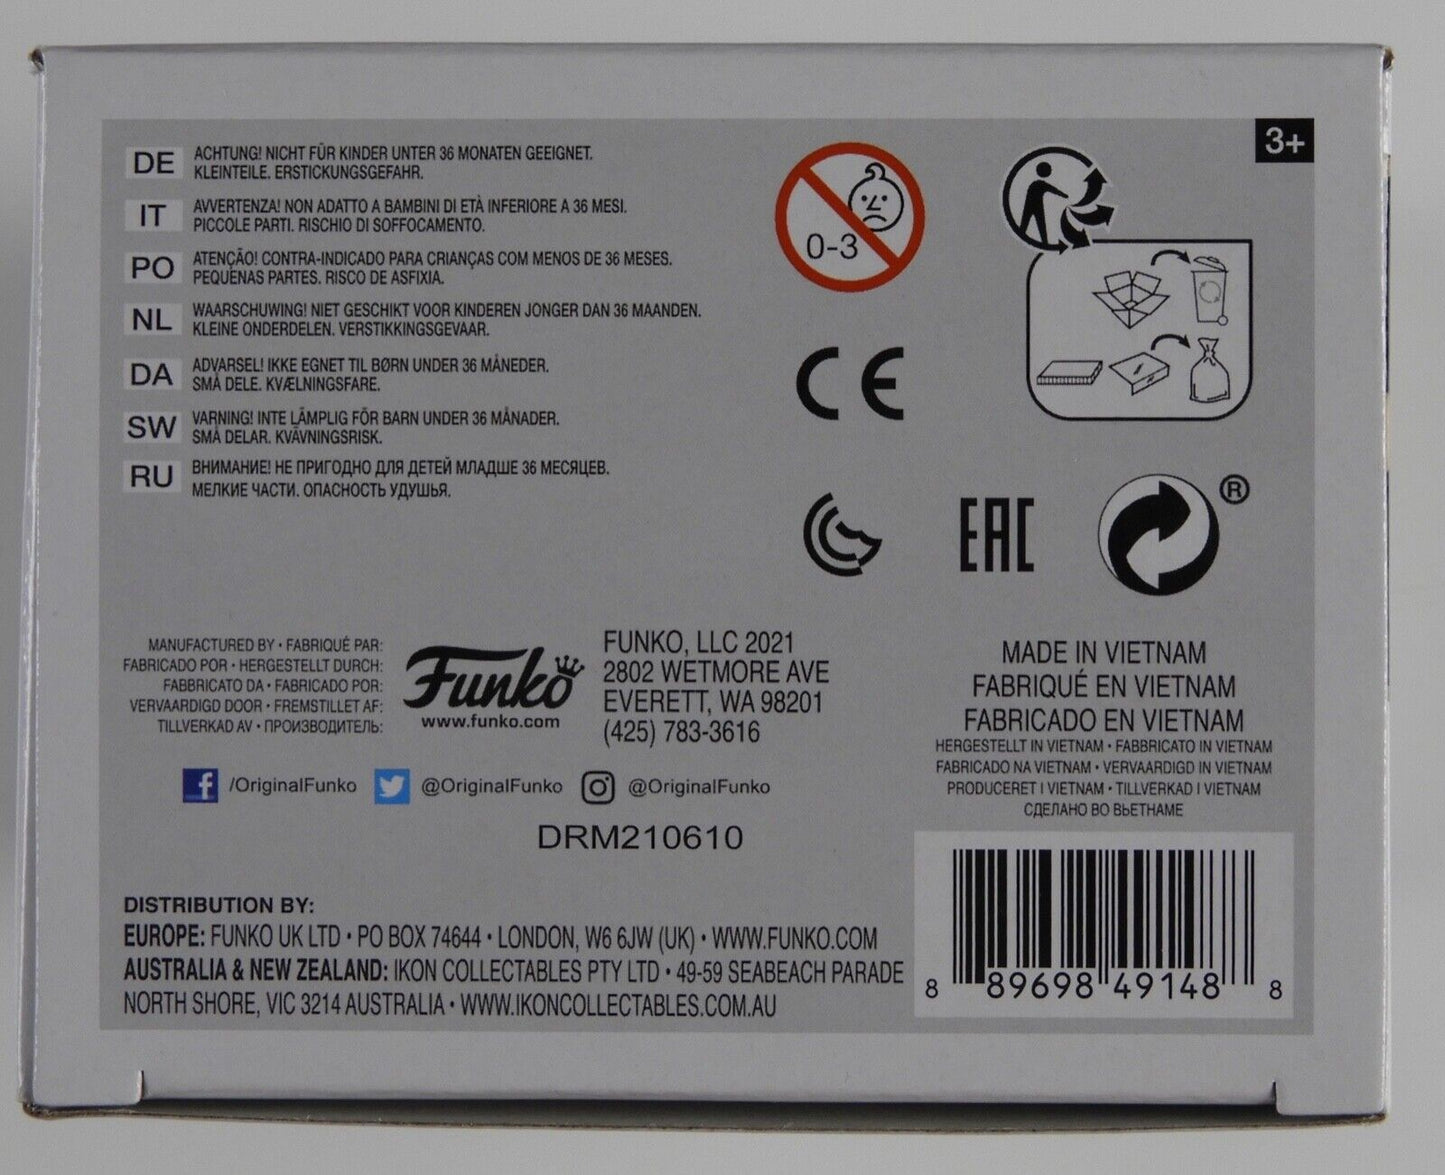 3+
DE ACHTUNG! NICHT FÜR KINDER UNTER 36 MONATEN GEEIGNET.
KLEINTEILE. ERSTICKUNGSGEFAHR.
IT AVVERTENZA! NON ADATTO A BAMBINI DI ETÀ INFERIORE A 36 MESI.
PICCOLE PARTI. RISCHIO DI SOFFOCAMENTO.
PO ATENÇÃO! CONTRA-INDICADO PARA CRIANÇAS COM MENOS DE 36 MESES.
PEQUENAS PARTES. RISCO DE ASFIXIA.
NL WAARSCHUWING! NIET GESCHIKT VOOR KINDEREN JONGER DAN 36 MAANDEN.
KLEINE ONDERDELEN. VERSTIKKINGSGEVAAR.
DA ADVARSEL! IKKE EGNET TIL BØRN UNDER 36 MÅNEDER.
SMÅ DELE. KVÆLNINGSFARE.
SW VARNING! INTE LÄMPLIG FÖR BARN UNDER 36 MÅNADER.
SMÅ DELAR. KVÄVNINGSRISK.
RU ВНИМАНИЕ! НЕ ПРИГОДНО ДЛЯ ДЕТЕЙ МЛАДШЕ 36 МЕСЯЦЕВ.
МЕЛКИЕ ЧАСТИ. ОПАСНОСТЬ УДУШЬЯ.
0-3
CE
EAC
®
MANUFACTURED BY • FABRIQUÉ PAR:
FABRICADO POR • HERGESTELLT DURCH:
FABBRICATO DA • FABRICADO POR:
VERVAARDIGD DOOR • FREMSTILLET AF:
TILLVERKAD AV • ПРОИЗВОДИТЕЛЬ:
Funko
www.funko.com
FUNKO, LLC 2021
2802 WETMORE AVE
EVERETT, WA 98201
(425) 783-3616
MADE IN VIETNAM
FABRIQUÉ EN VIETNAM
FABRICADO EN VIETNAM
HERGESTELLT IN VIETNAM • FABBRICATO IN VIETNAM
FABRICADO NA VIETNAM • VERVAARDIGD IN VIETNAM
PRODUCERET I VIETNAM • TILLVERKAD I VIETNAM
СДЕЛАНО ВО ВЬЕТНАМЕ
f /OriginalFunko @OriginalFunko @OriginalFunko
DRM210610
DISTRIBUTION BY:
EUROPE: FUNKO UK LTD • PO BOX 74644 • LONDON, W6 6JW (UK) • WWW.FUNKO.COM
AUSTRALIA & NEW ZEALAND: IKON COLLECTABLES PTY LTD • 49-59 SEABEACH PARADE
NORTH SHORE, VIC 3214 AUSTRALIA • WWW.IKONCOLLECTABLES.COM.AU
8 89698 49148 8